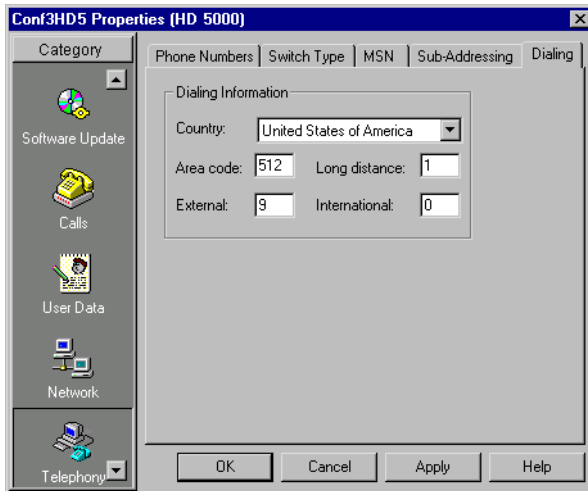 Conf3HD5 Properties (HD 5000)
Category
Software Update
Calls
User Data
Network
Telephony
Phone Numbers
Switch Type
MSN
Sub-Addressing
Dialing
Dialing Information
Country: United States of America
Area code: 512 Long distance: 1
External: 9 International: 0
OK Cancel Apply Help